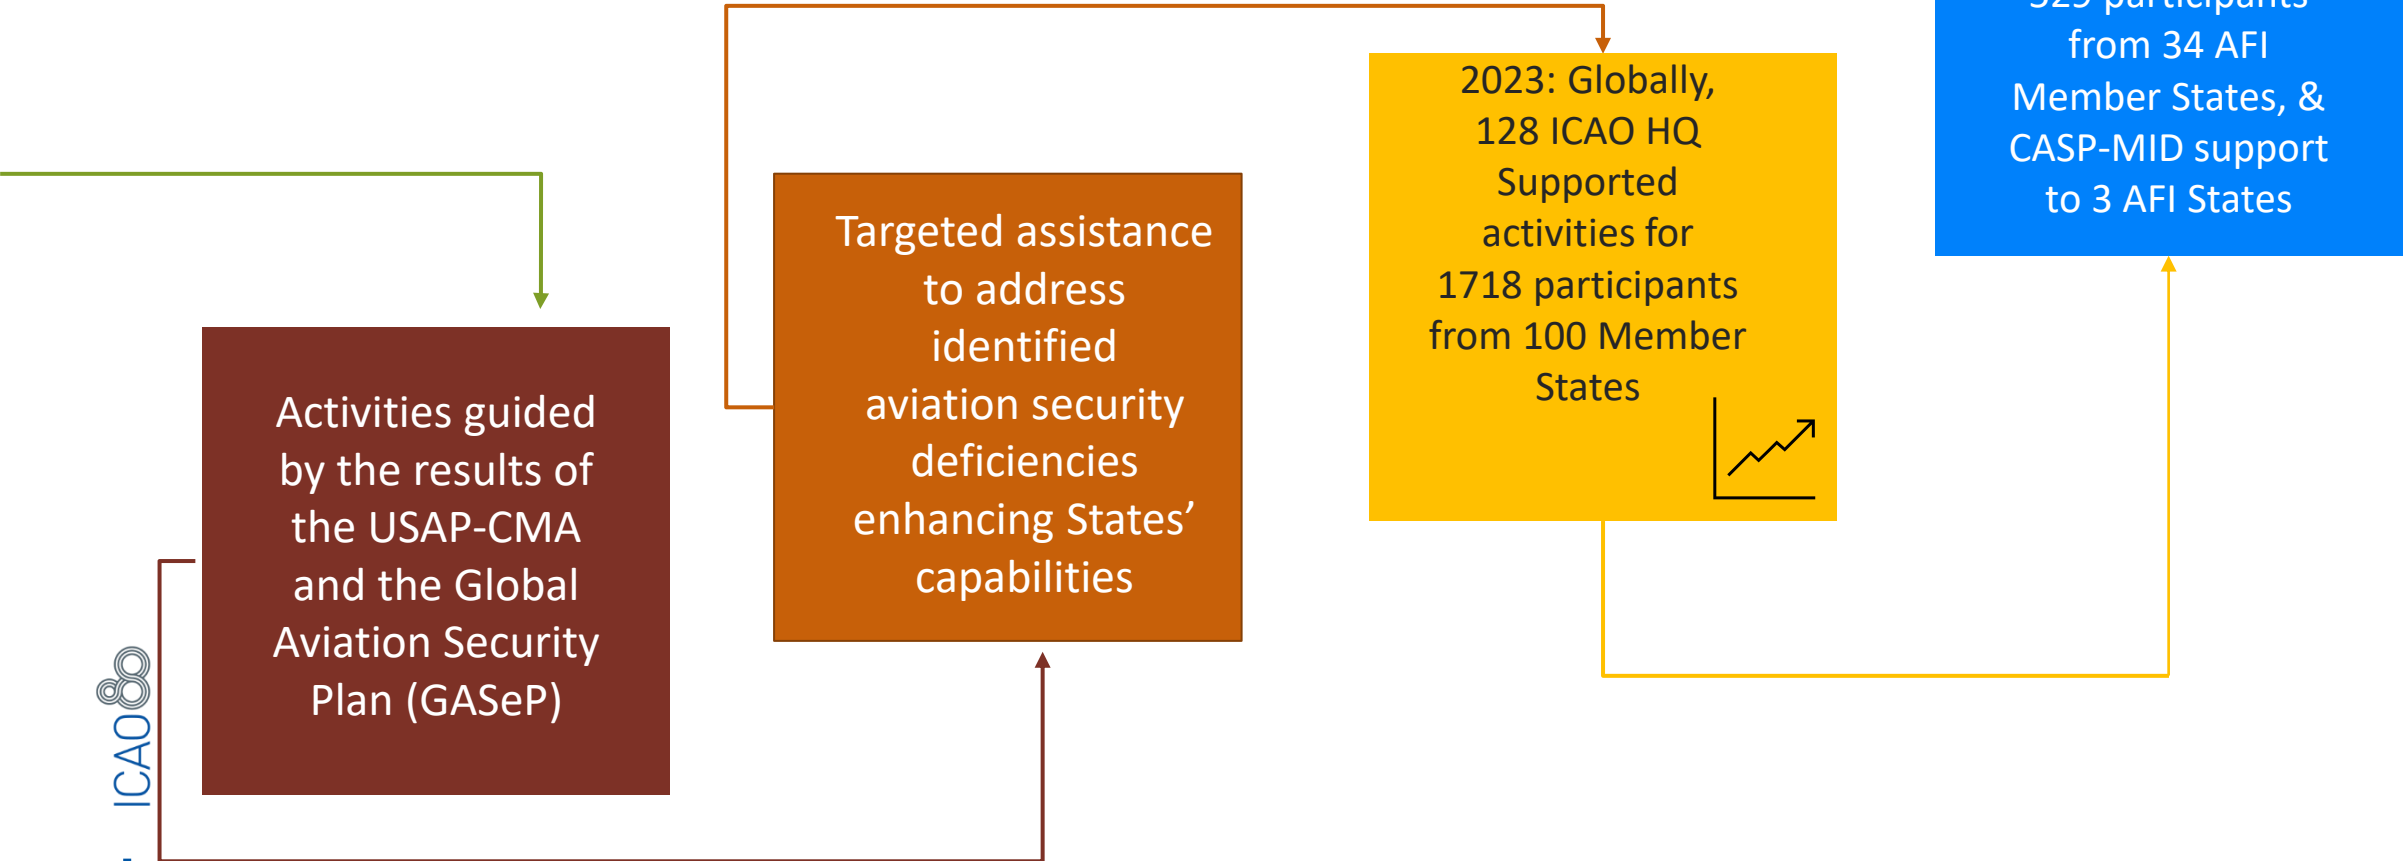 Activities guided
by the results of
the USAP-CMA
and the Global
Aviation Security
Plan (GASeP)
Targeted assistance
to address
identified
aviation security
deficiencies
enhancing States’
capabilities
2023: Globally,
128 ICAO HQ
Supported
activities for
1718 participants
from 100 Member
States
participants
from 34 AFI
Member States, &
CASP-MID support
to 3 AFI States
ICAO